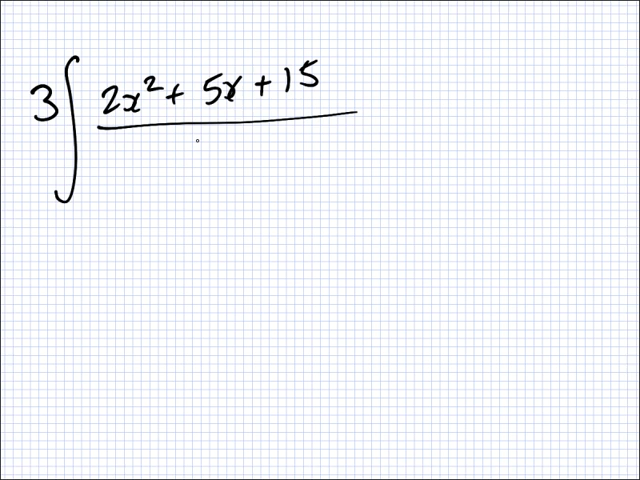 3∫ 2x² + 5x + 15